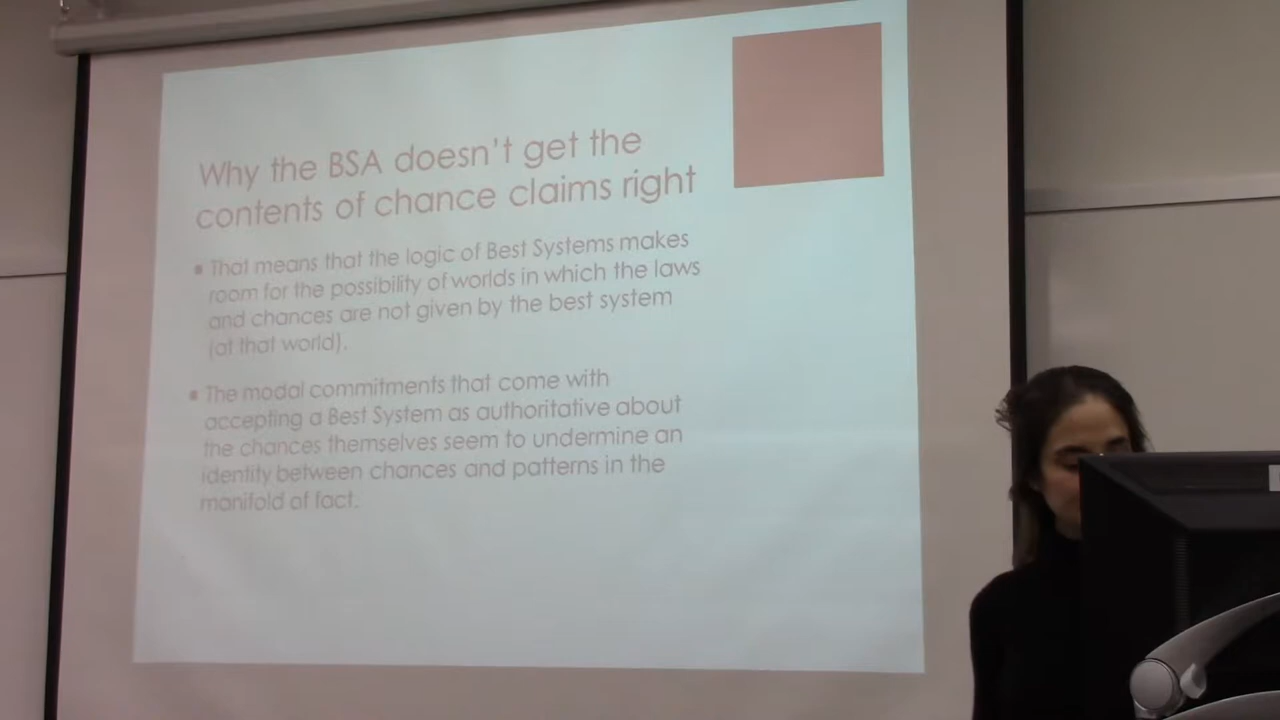 Why the BSA doesn't get the
contents of chance claims right
▪ That means that the logic of Best Systems makes
room for the possibility of worlds in which the laws
and chances are not given by the best system
(at that world).
▪ The modal commitments that come with
accepting a Best System as authoritative about
the chances themselves seem to undermine an
identity between chances and patterns in the
manifold of fact.